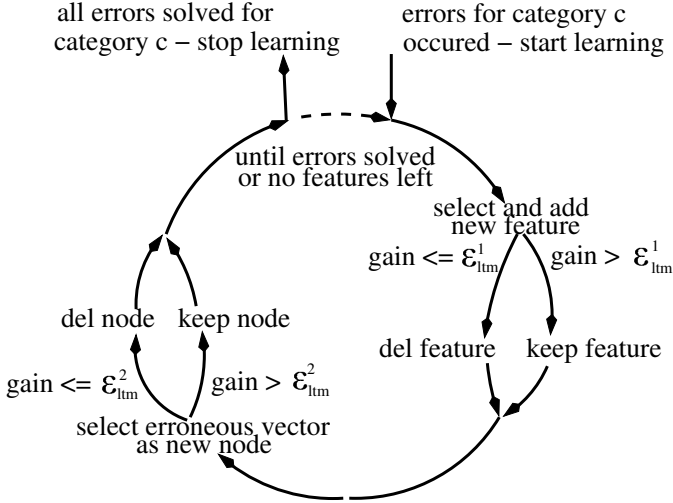 all errors solved for
category c – stop learning
errors for category c
occured – start learning
until errors solved
or no features left
select and add
new feature
gain <= ε¹ltm
gain > ε¹ltm
del node
keep node
del feature
keep feature
gain <= ε²ltm
gain > ε²ltm
select erroneous vector
as new node